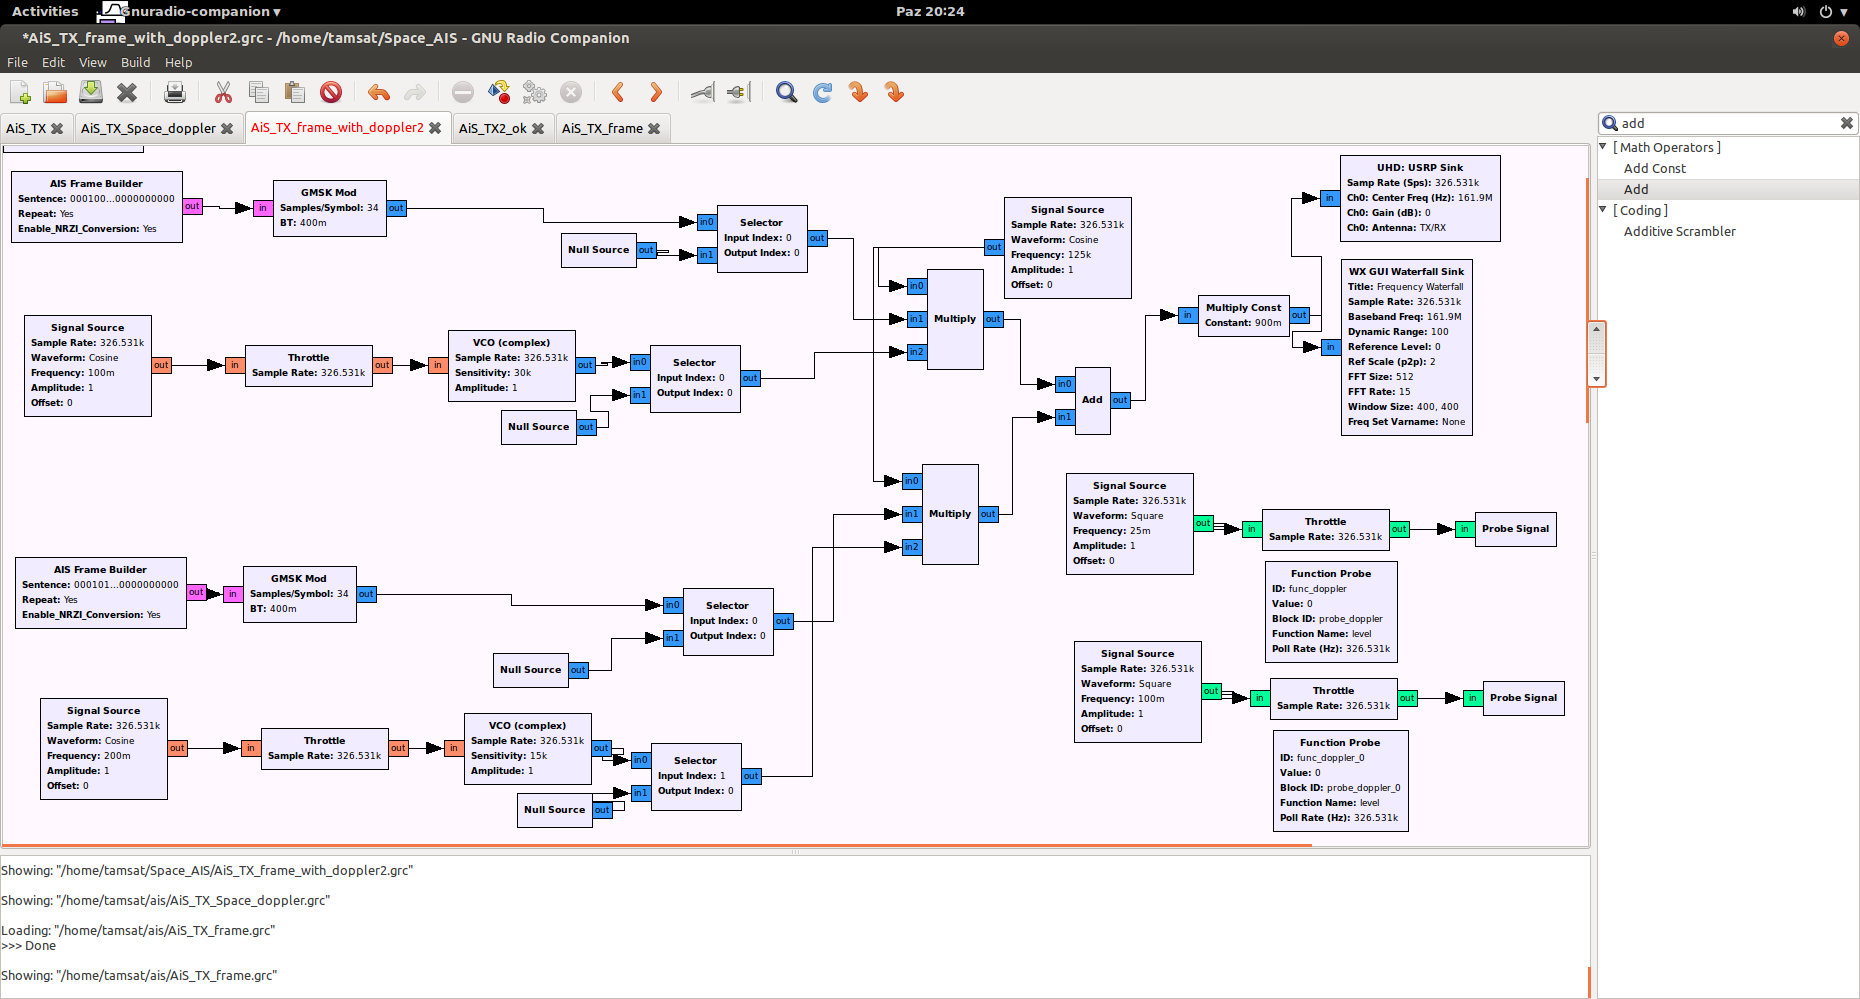 Activities
Gnuradio-companion ▾
Paz 20:24
*AiS_TX_frame_with_doppler2.grc - /home/tamsat/Space_AIS - GNU Radio Companion
File Edit View Build Help
AiS_TX
AiS_TX_Space_doppler
AiS_TX_frame_with_doppler2
AiS_TX2_ok
AiS_TX_frame
add
[ Math Operators ]
Add Const
Add
[ Coding ]
Additive Scrambler
AIS Frame Builder
Sentence: 000100...0000000000
Repeat: Yes
Enable_NRZI_Conversion: Yes
out
in
GMSK Mod
Samples/Symbol: 34
BT: 400m
out
Null Source
out
in0
in1
Selector
Input Index: 0
Output Index: 0
out
Signal Source
Sample Rate: 326.531k
Waveform: Cosine
Frequency: 125k
Amplitude: 1
Offset: 0
out
in0
in1
in2
Multiply
out
UHD: USRP Sink
Samp Rate (Sps): 326.531k
Ch0: Center Freq (Hz): 161.9M
Ch0: Gain (dB): 0
Ch0: Antenna: TX/RX
in
WX GUI Waterfall Sink
Title: Frequency Waterfall
Sample Rate: 326.531k
Baseband Freq: 161.9M
Dynamic Range: 100
Reference Level: 0
Ref Scale (p2p): 2
FFT Size: 512
FFT Rate: 15
Window Size: 400, 400
Freq Set Varname: None
in
in
Multiply Const
Constant: 900m
out
Signal Source
Sample Rate: 326.531k
Waveform: Cosine
Frequency: 100m
Amplitude: 1
Offset: 0
out
in
Throttle
Sample Rate: 326.531k
out
in
VCO (complex)
Sample Rate: 326.531k
Sensitivity: 30k
Amplitude: 1
out
Null Source
out
in0
in1
Selector
Input Index: 0
Output Index: 0
out
in0
in1
Add
out
in0
in1
in2
Multiply
out
Signal Source
Sample Rate: 326.531k
Waveform: Square
Frequency: 25m
Amplitude: 1
Offset: 0
out
in
Throttle
Sample Rate: 326.531k
out
in
Probe Signal
Function Probe
ID: func_doppler
Value: 0
Block ID: probe_doppler
Function Name: level
Poll Rate (Hz): 326.531k
AIS Frame Builder
Sentence: 000101...0000000000
Repeat: Yes
Enable_NRZI_Conversion: Yes
out
in
GMSK Mod
Samples/Symbol: 34
BT: 400m
out
Null Source
out
in0
in1
Selector
Input Index: 0
Output Index: 0
out
Signal Source
Sample Rate: 326.531k
Waveform: Square
Frequency: 100m
Amplitude: 1
Offset: 0
out
in
Throttle
Sample Rate: 326.531k
out
in
Probe Signal
Function Probe
ID: func_doppler_0
Value: 0
Block ID: probe_doppler_0
Function Name: level
Poll Rate (Hz): 326.531k
Signal Source
Sample Rate: 326.531k
Waveform: Cosine
Frequency: 200m
Amplitude: 1
Offset: 0
out
in
Throttle
Sample Rate: 326.531k
out
in
VCO (complex)
Sample Rate: 326.531k
Sensitivity: 15k
Amplitude: 1
out
Null Source
out
in0
in1
Selector
Input Index: 1
Output Index: 0
out
Showing: "/home/tamsat/Space_AIS/AiS_TX_frame_with_doppler2.grc"
Showing: "/home/tamsat/ais/AiS_TX_Space_doppler.grc"
Loading: "/home/tamsat/ais/AiS_TX_frame.grc"
>>> Done
Showing: "/home/tamsat/ais/AiS_TX_frame.grc"